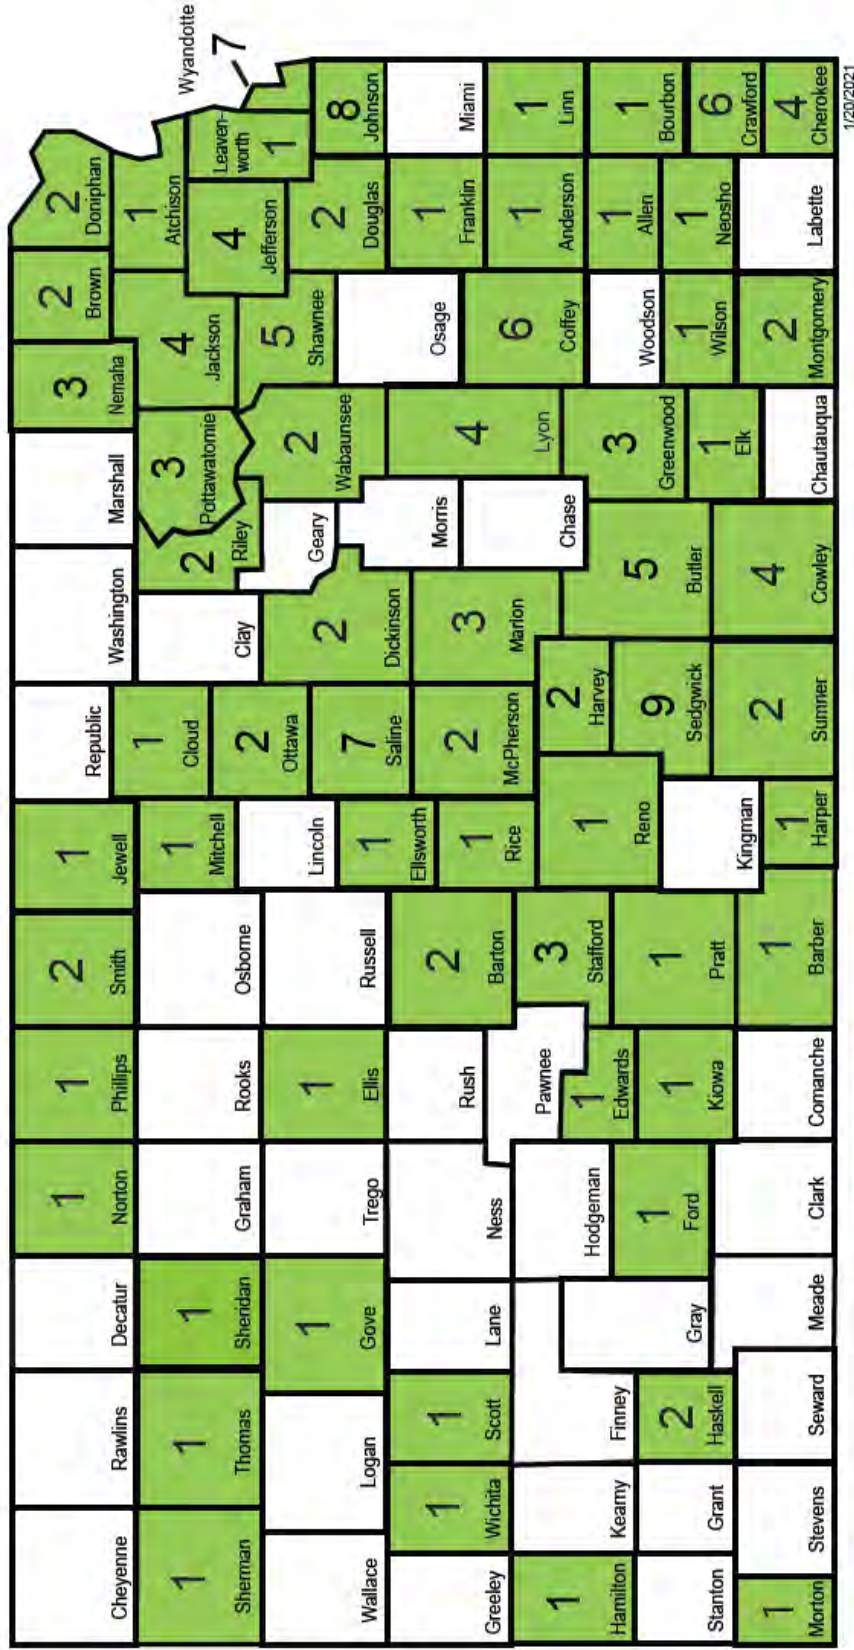 Cheyenne
Rawlins
Decatur
1
Norton
1
Phillips
2
Smith
1
Jewell
Republic
Washington
Marshall
3
Nemaha
2
Brown
2
Doniphan
1
Sherman
1
Thomas
1
Sheridan
Graham
Rooks
Osborne
1
Mitchell
1
Cloud
Clay
2
Riley
3
Pottawatomie
4
Jackson
1
Atchison
4
Jefferson
Leaven-
worth
1
Wyandotte
7
Wallace
Logan
1
Gove
Trego
1
Ellis
Russell
Lincoln
2
Ottawa
2
Dickinson
Geary
2
Wabaunsee
5
Shawnee
2
Douglas
8
Johnson
Greeley
1
Wichita
1
Scott
Lane
Ness
Rush
2
Barton
1
Ellsworth
7
Saline
Morris
4
Lyon
Osage
1
Franklin
Miami
1
Rice
2
McPherson
3
Marion
Chase
6
Coffey
1
Anderson
1
Linn
1
Hamilton
Kearny
Finney
Hodgeman
Pawnee
3
Stafford
1
Reno
2
Harvey
5
Butler
3
Greenwood
Woodson
1
Allen
1
Bourbon
Stanton
Grant
2
Haskell
Gray
1
Ford
1
Edwards
1
Kiowa
1
Pratt
Kingman
9
Sedgwick
1
Elk
1
Wilson
1
Neosho
6
Crawford
1
Morton
Stevens
Seward
Meade
Clark
Comanche
1
Barber
1
Harper
2
Sumner
4
Cowley
Chautauqua
2
Montgomery
Labette
4
Cherokee
1/20/2021